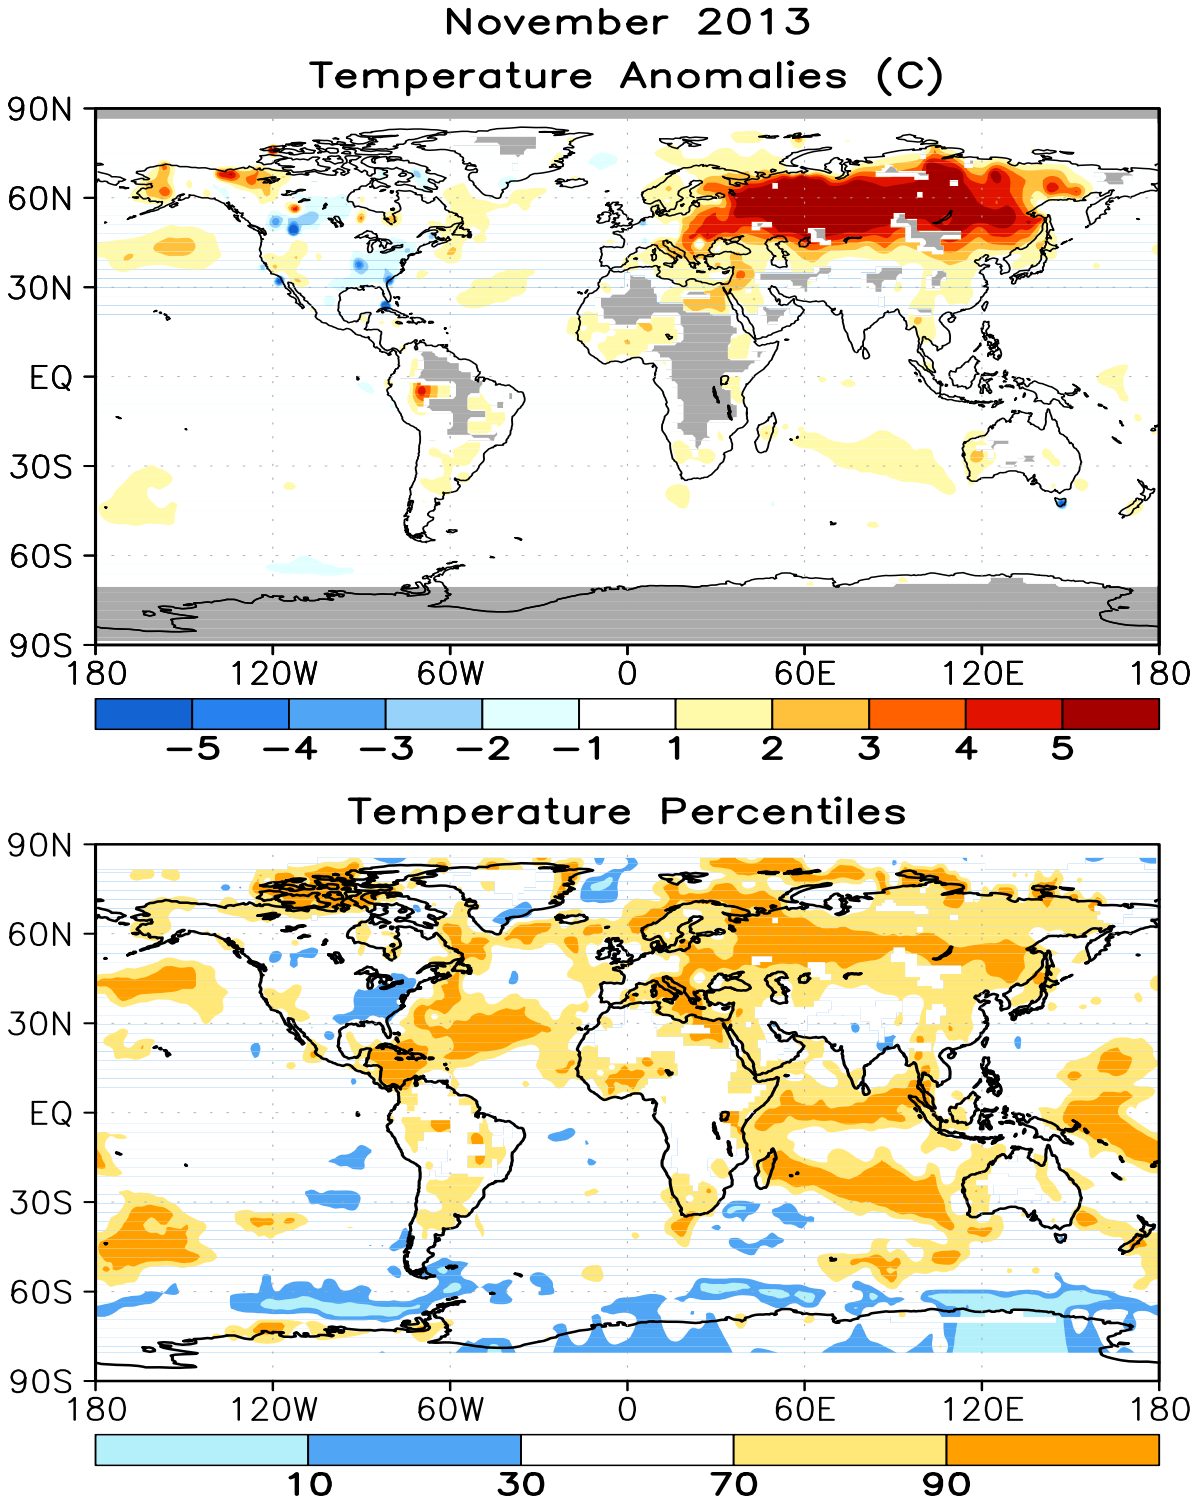 November 2013
Temperature Anomalies (C)
90N
60N
30N
EQ
30S
60S
90S
180 120W 60W 0 60E 120E 180
−5 −4 −3 −2 −1 1 2 3 4 5
Temperature Percentiles
90N
60N
30N
EQ
30S
60S
90S
180 120W 60W 0 60E 120E 180
10 30 70 90